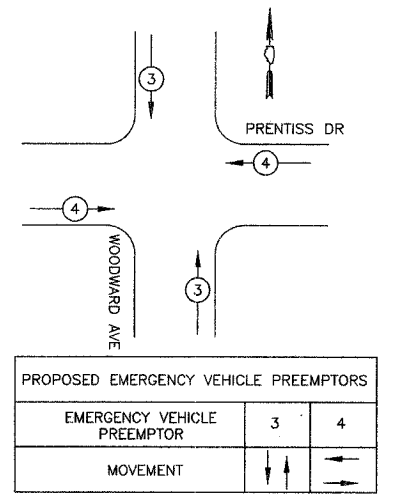 3
PRENTISS DR
4
4
WOODWARD AVE
3
PROPOSED EMERGENCY VEHICLE PREEMPTORS
EMERGENCY VEHICLE PREEMPTOR 3 4
MOVEMENT